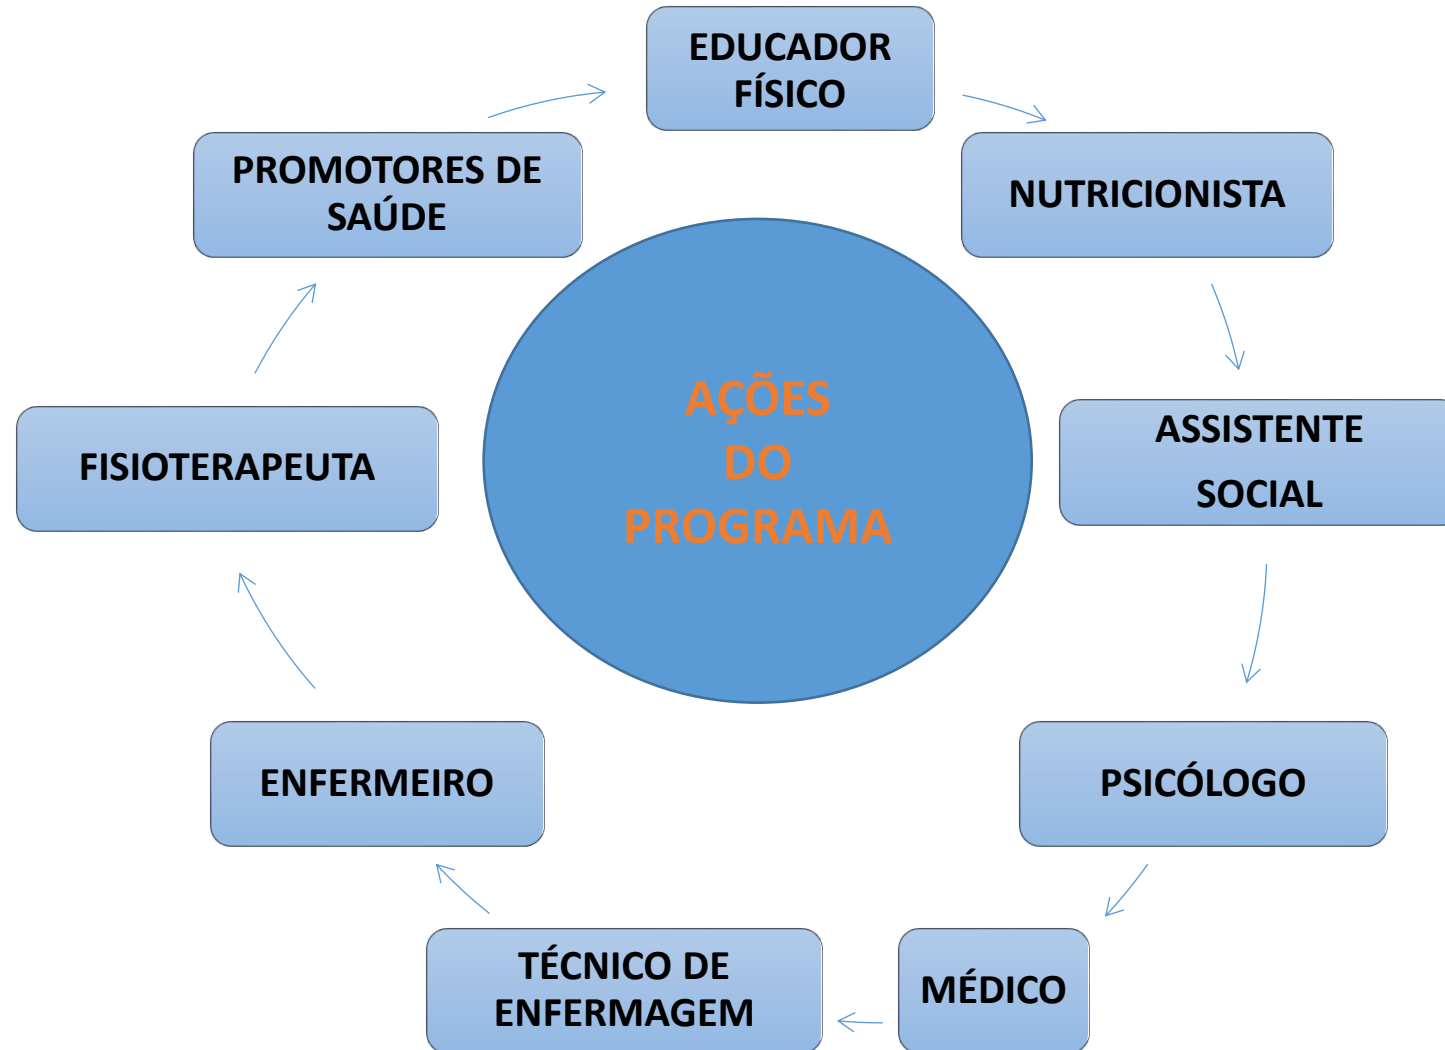 EDUCADOR
FÍSICO
PROMOTORES DE
SAÚDE
NUTRICIONISTA
AÇÕES
DO
PROGRAMA
ASSISTENTE
SOCIAL
FISIOTERAPEUTA
ENFERMEIRO
PSICÓLOGO
TÉCNICO DE
ENFERMAGEM
MÉDICO